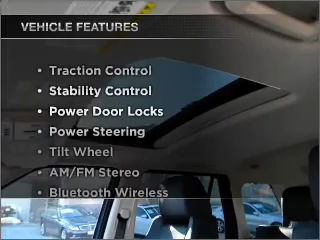 VEHICLE FEATURES
• Traction Control
• Stability Control
• Power Door Locks
• Power Steering
• Tilt Wheel
• AM/FM Stereo
• Bluetooth Wireless